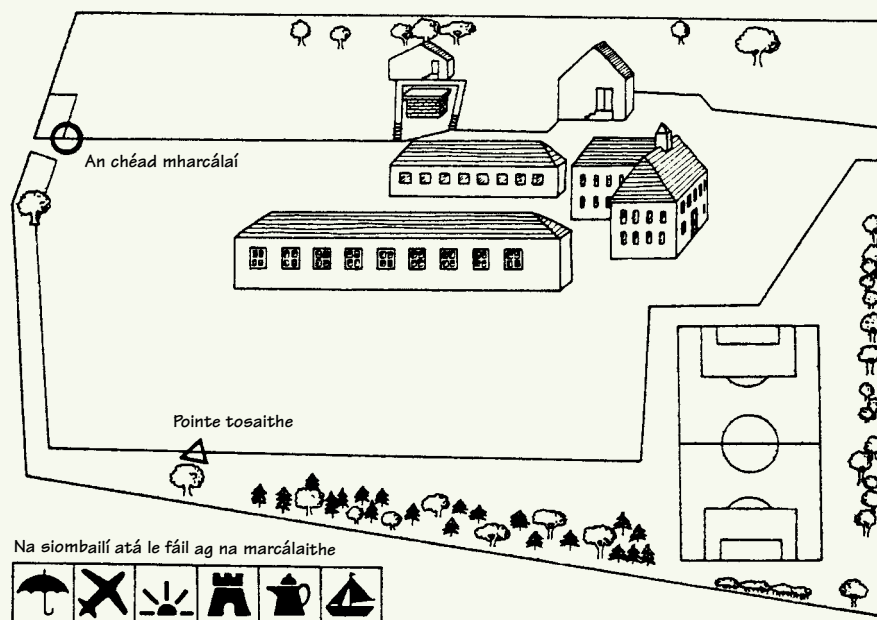 An chéad mharcálaí
Pointe tosaithe
Na siombailí atá le fáil ag na marcálaithe